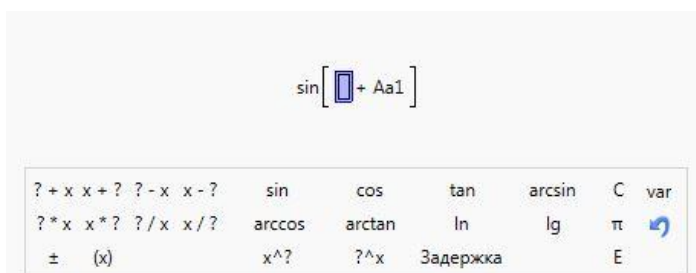 sin[ + Aa1 ]
? + x x + ? ? - x x - ? sin cos tan arcsin C var
? * x x * ? ? / x x / ? arccos arctan ln lg π
± (x) x^? ?^x Задержка E